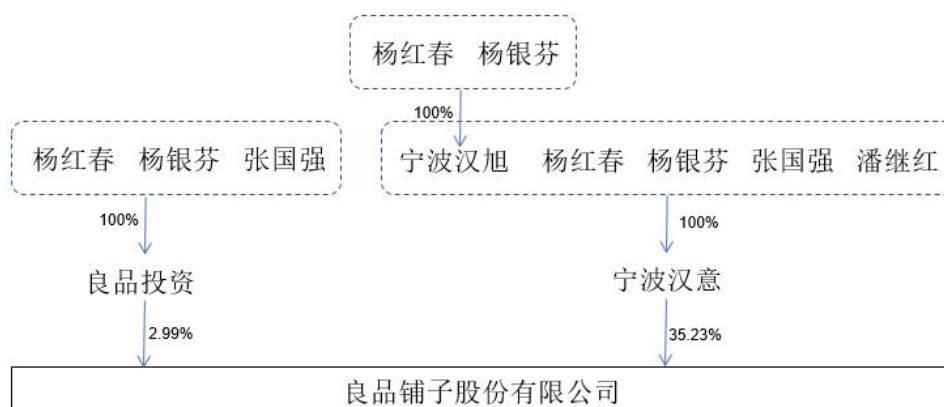 杨红春 杨银芬
100%
杨红春 杨银芬 张国强
宁波汉旭 杨红春 杨银芬 张国强 潘继红
100%
100%
良品投资
宁波汉意
2.99%
35.23%
良品铺子股份有限公司